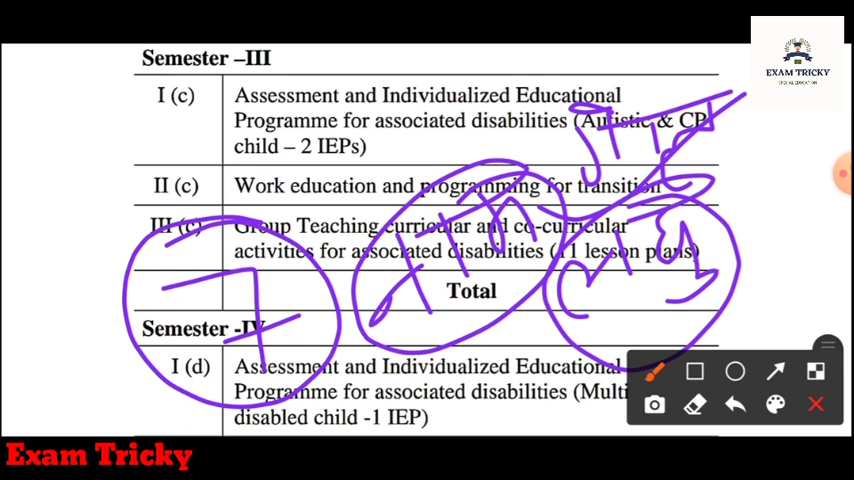 EXAM TRICKY
SPECIAL EDUCATION
Semester –III
I (c) Assessment and Individualized Educational
Programme for associated disabilities (Autistic & CP
child – 2 IEPs)
II (c) Work education and programming for transition
III (c) Group Teaching curricular and co-curricular
activities for associated disabilities (11 lesson plans)
Total
Semester -IV
I (d) Assessment and Individualized Educational
Programme for associated disabilities (Multi
disabled child -1 IEP)
Exam Tricky